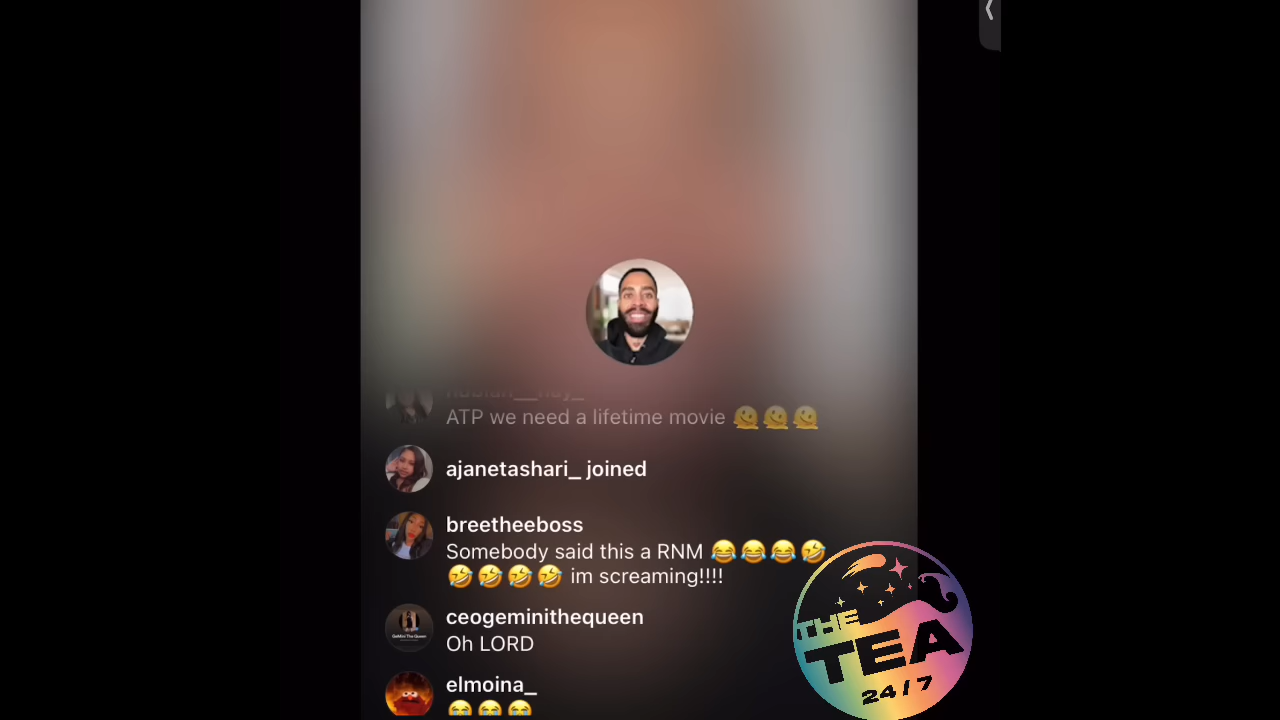 ATP we need a lifetime movie 🫠🫠🫠
ajanetashari_ joined
breetheeboss
Somebody said this a RNM 😂😂😂🤣
🤣🤣🤣🤣 im screaming!!!!
ceogeminithequeen
Oh LORD
elmoina_
😭😭😭
THE
TEA
24/7